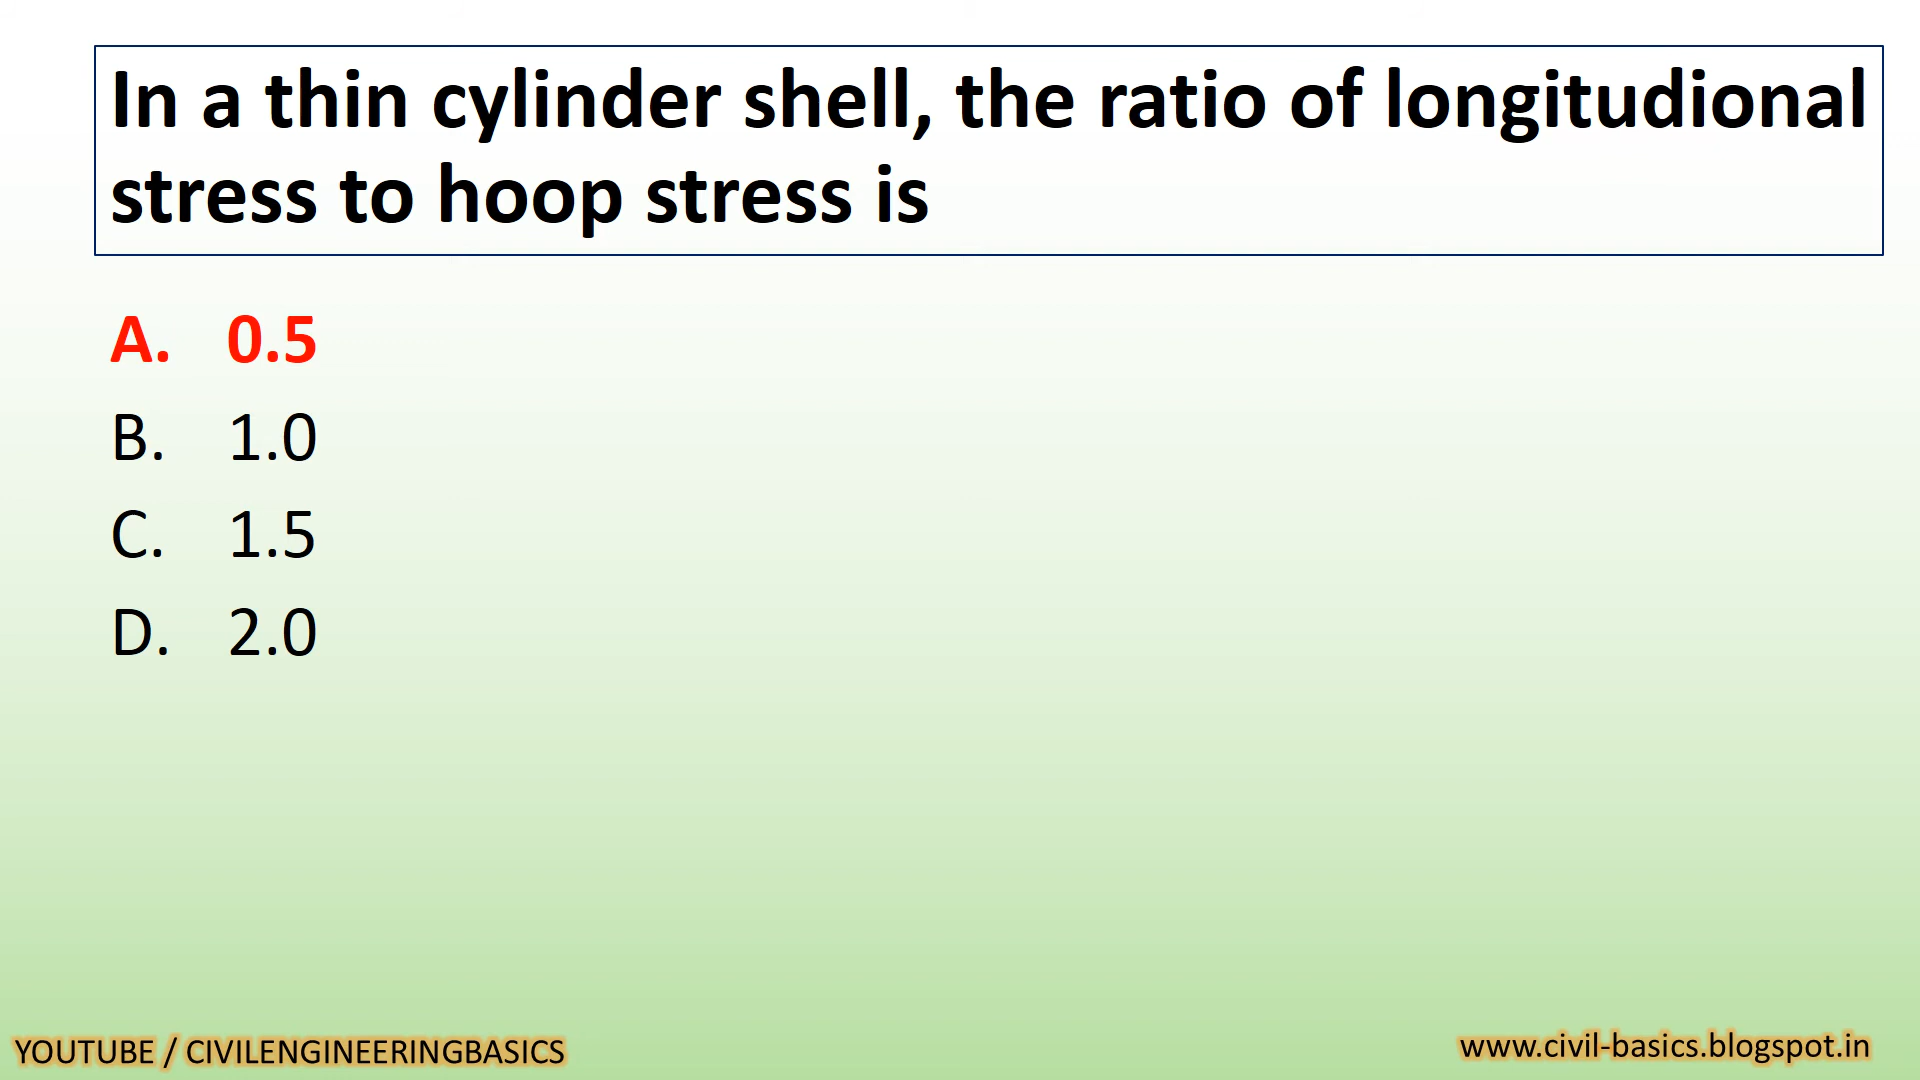 In a thin cylinder shell, the ratio of longitudional
stress to hoop stress is
A. 0.5
B. 1.0
C. 1.5
D. 2.0
YOUTUBE / CIVILENGINEERINGBASICS
www.civil-basics.blogspot.in